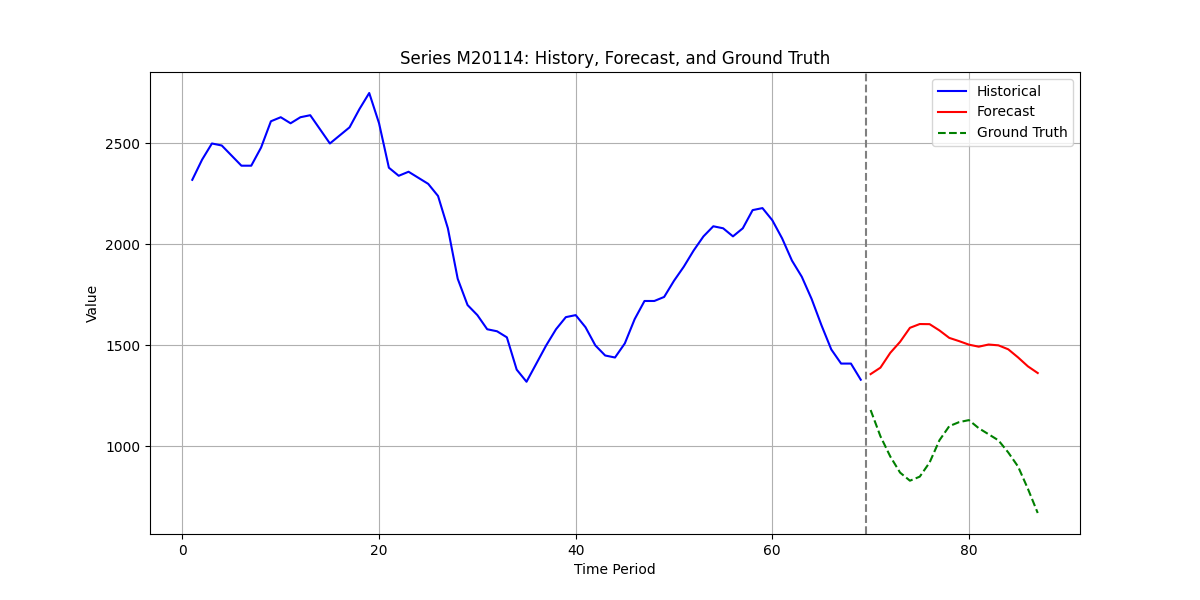 Series M20114: History, Forecast, and Ground Truth
Historical
Forecast
Ground Truth
2500
2000
1500
1000
Value
0 20 40 60 80
Time Period